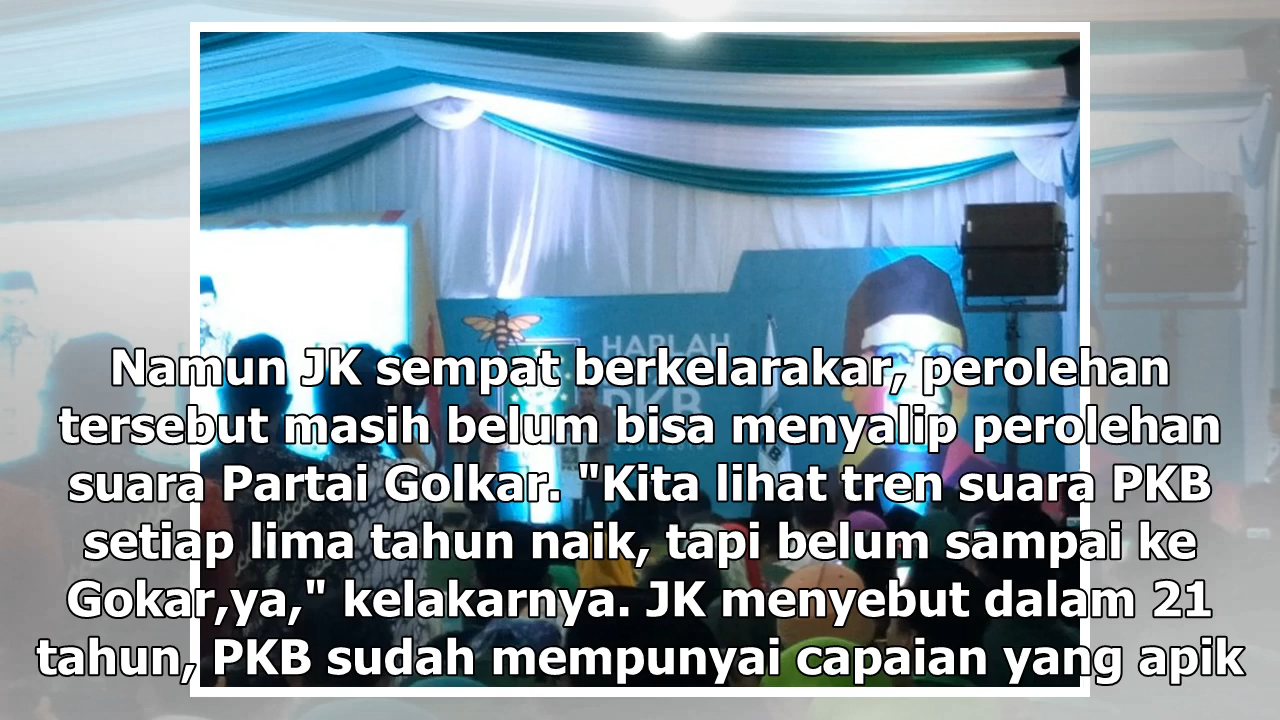 HARLAH
PKB
Namun JK sempat berkelarakar, perolehan
tersebut masih belum bisa menyalip perolehan
suara Partai Golkar. "Kita lihat tren suara PKB
setiap lima tahun naik, tapi belum sampai ke
Gokar,ya," kelakarnya. JK menyebut dalam 21
tahun, PKB sudah mempunyai capaian yang apik